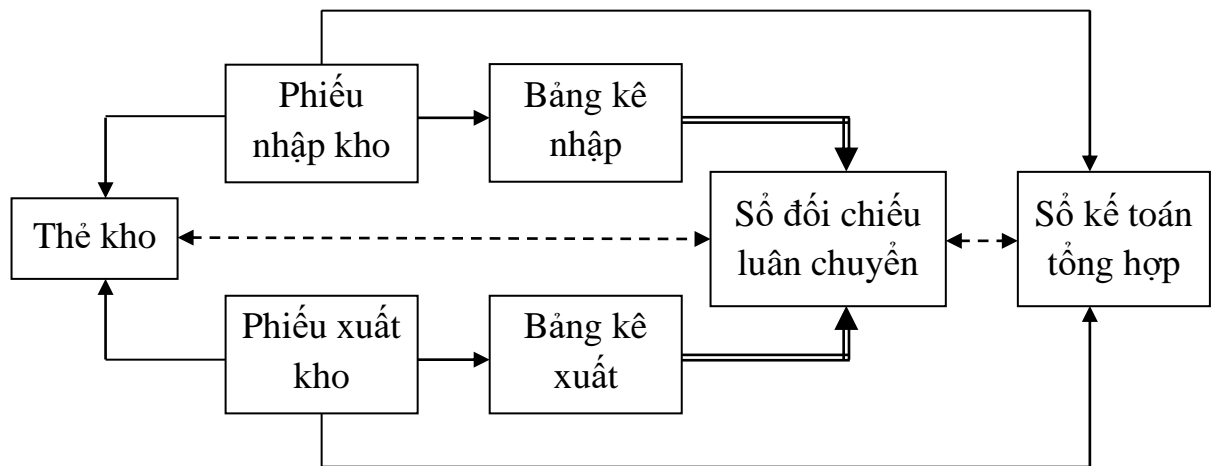 Phiếu
nhập kho
Bảng kê
nhập
Thẻ kho
Sổ đối chiếu
luân chuyển
Sổ kế toán
tổng hợp
Phiếu xuất
kho
Bảng kê
xuất